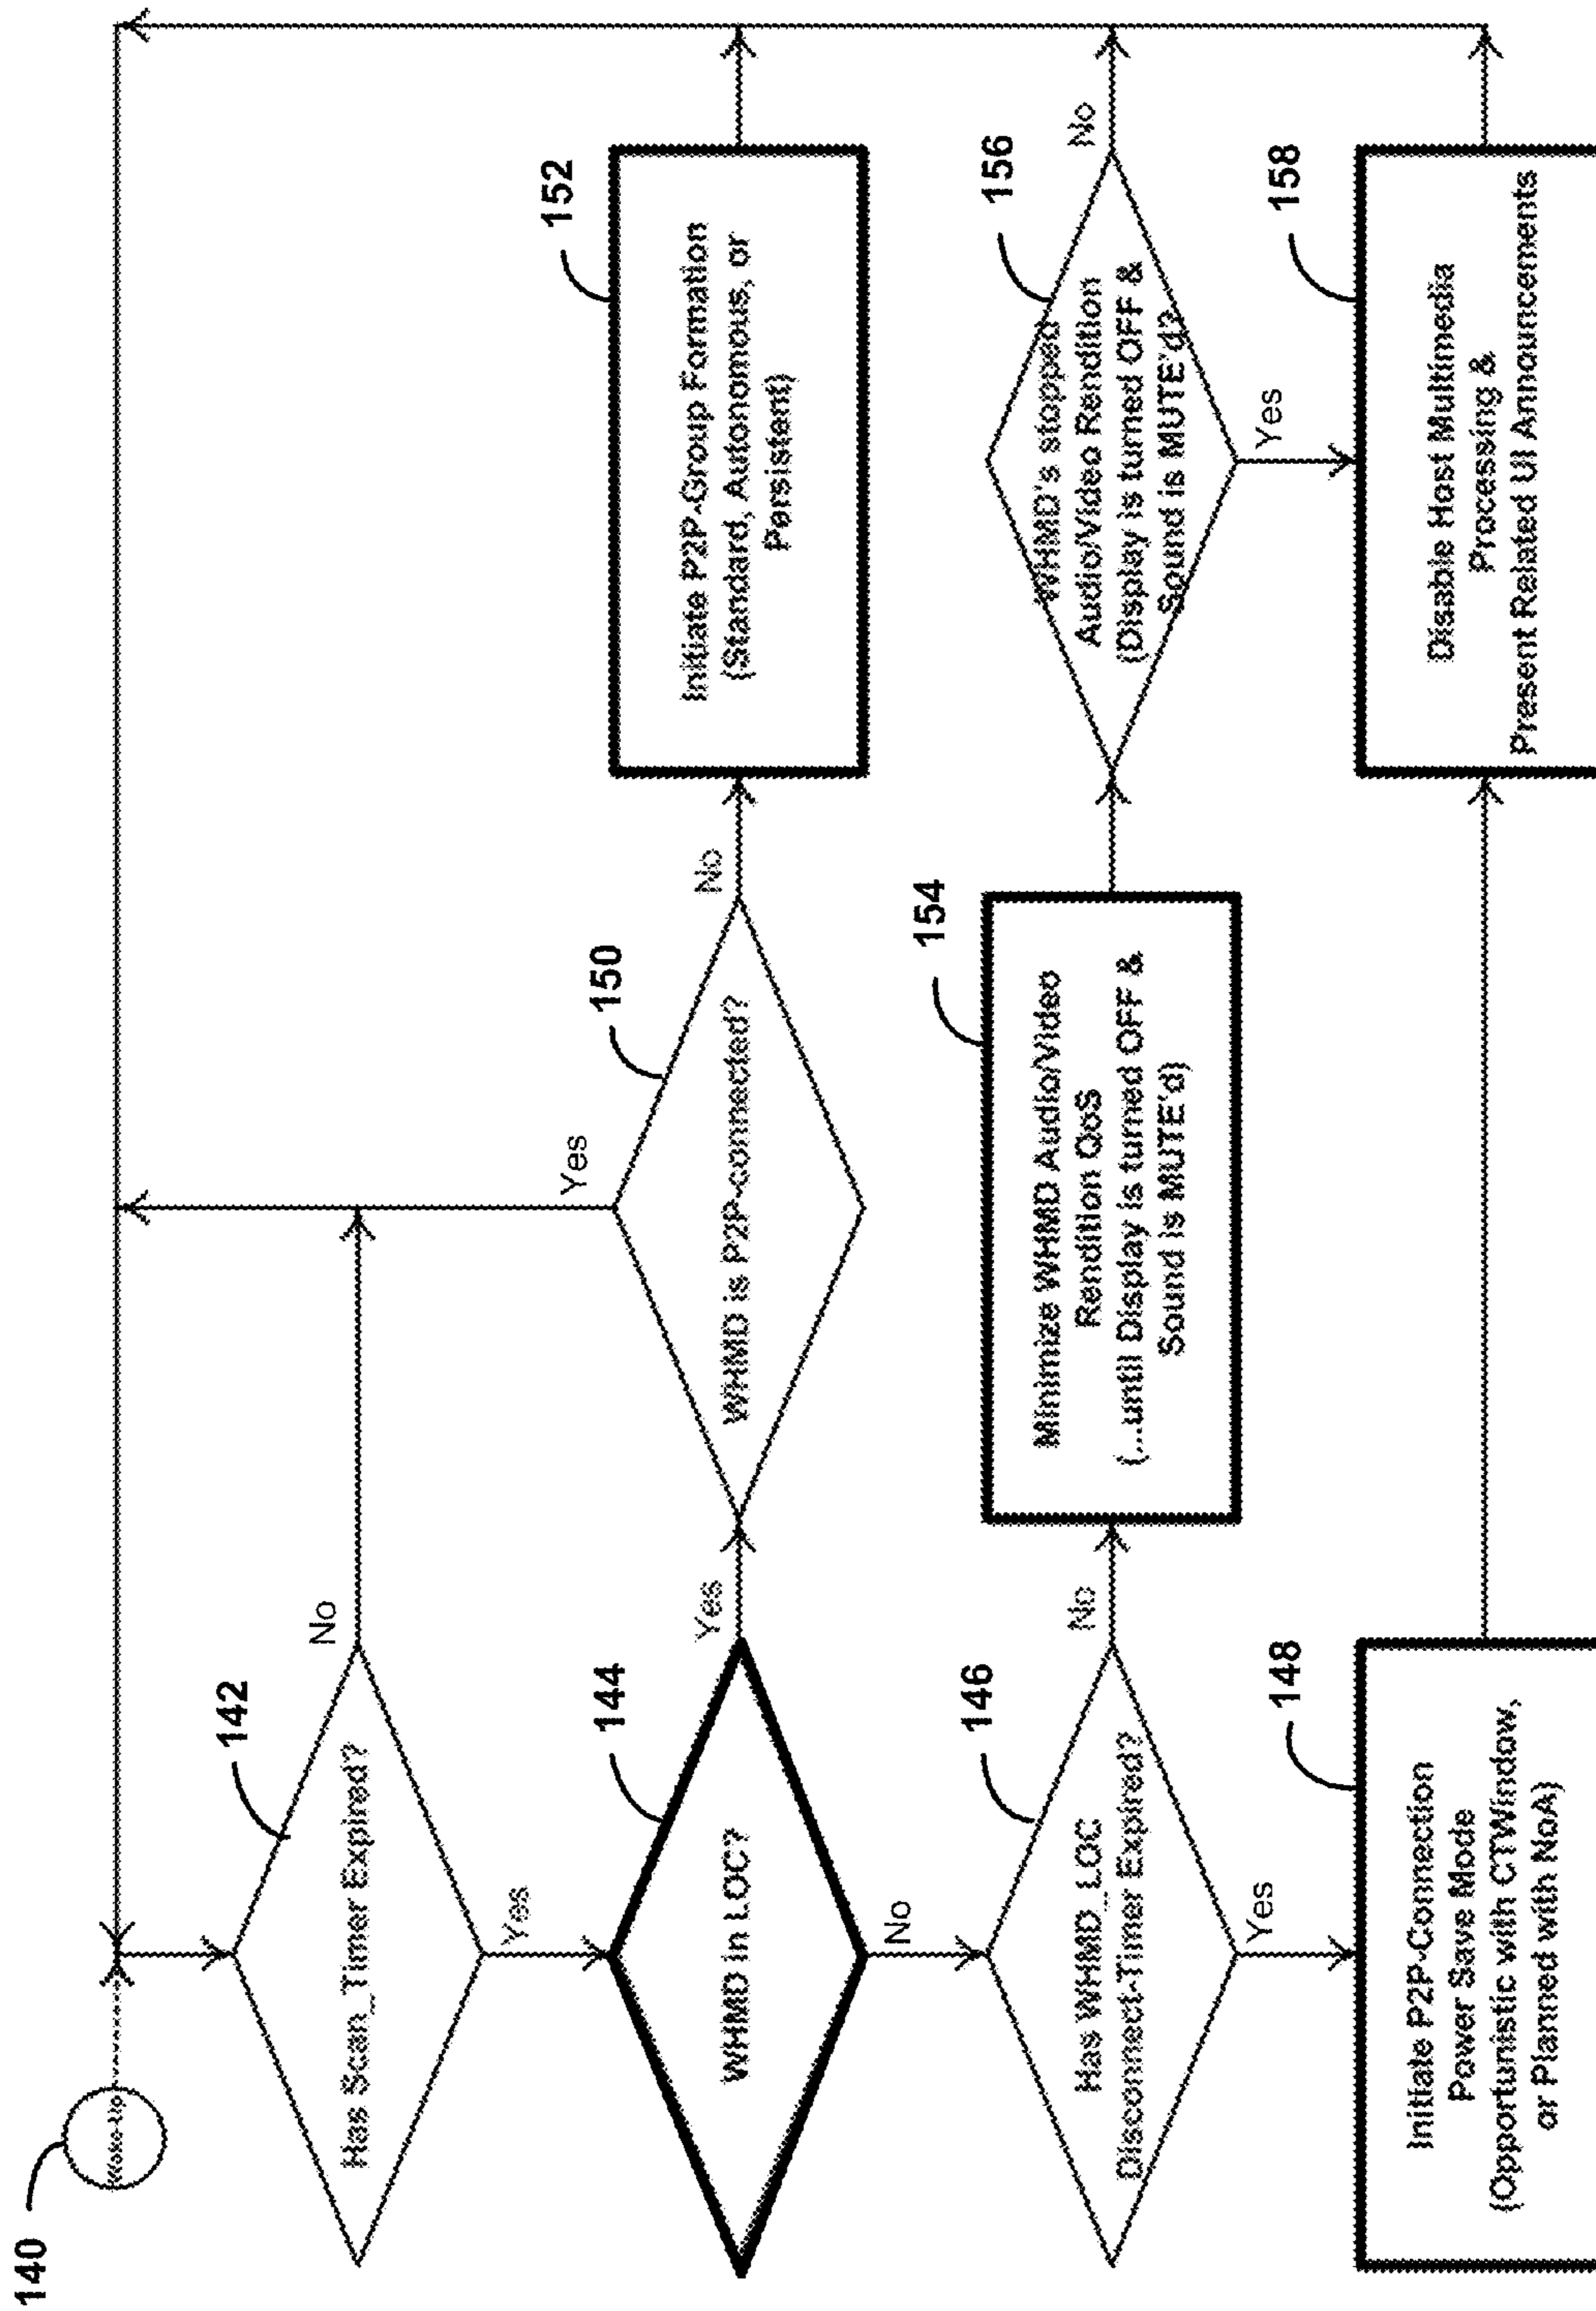 140
Woke-Up
142
Has Scan_Timer Expired?
No
Yes
144
WHMD in LOC?
Yes
No
150
WHMD is P2P-connected?
Yes
No
152
Initiate P2P-Group Formation
(Standard, Autonomous, or
Persistent)
146
Has WHMD_LOC
Disconnect-Timer Expired?
No
Yes
154
Minimize WHMD Audio/Video
Rendition QoS
(...until Display is turned OFF &
Sound is MUTE'd)
156
WHMD's stopped
Audio/Video Rendition
(Display is turned OFF &
Sound is MUTE'd?
No
Yes
148
Initiate P2P-Connection
Power Save Mode
(Opportunistic with CTWindow,
or Planned with NoA)
158
Disable Host Multimedia
Processing &
Present Related UI Announcements